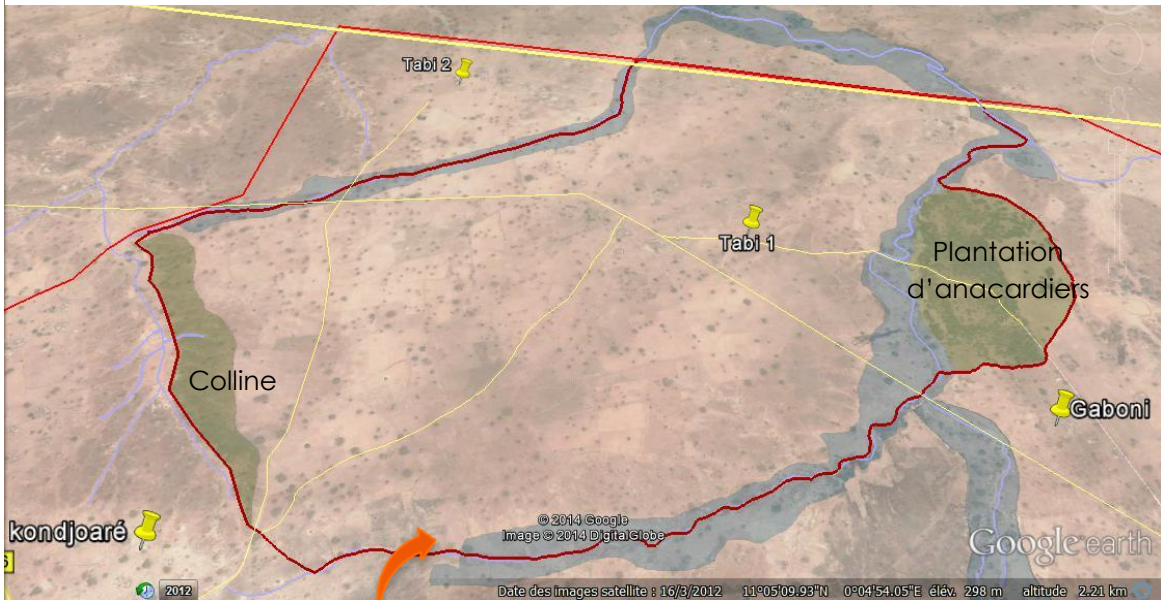 Tabi 2
Tabi 1
Plantation
d'anacardiers
Colline
Gaboni
kondjoaré
© 2014 Google
Image © 2014 DigitalGlobe
Google earth
2012
Date des images satellite : 16/3/2012 11°05'09.93"N 0°04'54.05"E élév. 298 m altitude 2.21 km